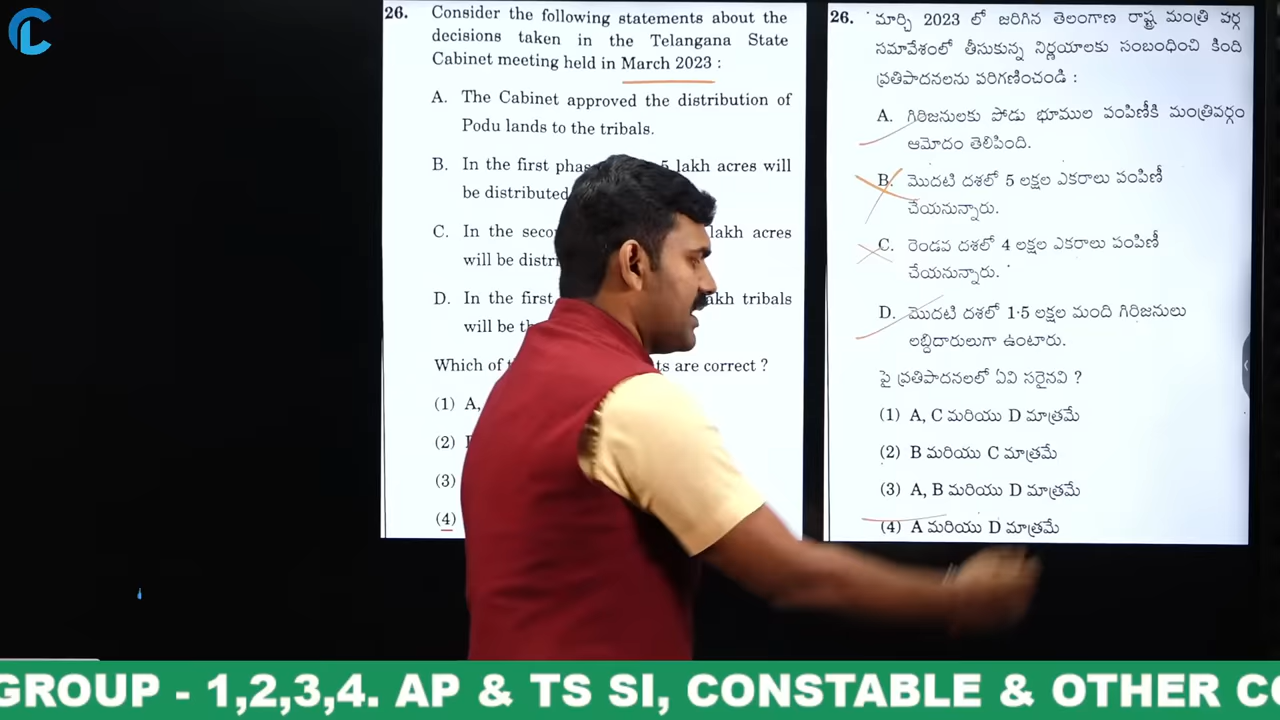 26. Consider the following statements about the
decisions taken in the Telangana State
Cabinet meeting held in March 2023 :
A. The Cabinet approved the distribution of
Podu lands to the tribals.
B. In the first 5 lakh acres will
be distributed
C. In the lakh acres
will be
D. In the first tribals
will be
Which of are correct ?
(1) A,
(2)
(3)
(4)
26. మార్చి 2023 లో జరిగిన తెలంగాణ రాష్ట్ర మంత్రి వర్గ
సమావేశంలో తీసుకున్న నిర్ణయాలకు సంబంధించి కింది
ప్రతిపాదనలను పరిగణించండి :
A. గిరిజనులకు పోడు భూముల పంపిణీకి మంత్రివర్గం
ఆమోదం తెలిపింది.
B. మొదటి దశలో 5 లక్షల ఎకరాలు పంపిణీ
చేయనున్నారు.
C. రెండవ దశలో 4 లక్షల ఎకరాలు పంపిణీ
చేయనున్నారు.
D. మొదటి దశలో 1·5 లక్షల మంది గిరిజనులు
లబ్ధిదారులుగా ఉంటారు.
పై ప్రతిపాదనలలో ఏవి సరైనవి ?
(1) A, C మరియు D మాత్రమే
(2) B మరియు C మాత్రమే
(3) A, B మరియు D మాత్రమే
(4) A మరియు D మాత్రమే
GROUP - 1,2,3,4. AP & TS SI, CONSTABLE & OTHER